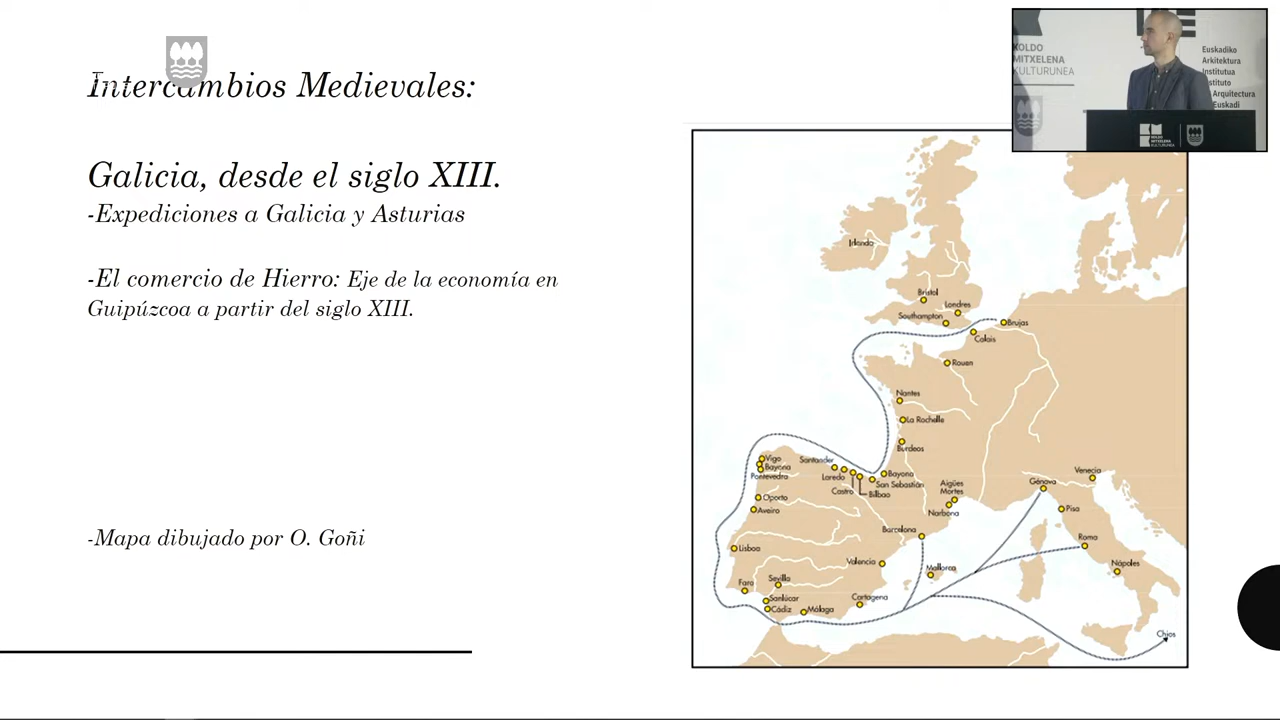 Intercambios Medievales:
Galicia, desde el siglo XIII.
-Expediciones a Galicia y Asturias
-El comercio de Hierro: Eje de la economía en
Guipúzcoa a partir del siglo XIII.
-Mapa dibujado por O. Goñi
KOLDO
MITXELENA
KULTURUNEA
Euskadiko
Arkitektura
Institutua
Instituto
Arquitectura
Euskadi
KOLDO
MITXELENA
KULTURUNEA
Irlanda
Bristol
Londres
Southampton
Brujas
Calais
Rouen
Nantes
La Rochelle
Burdeos
Vigo
Bayona
Pontevedra
Santander
Laredo
Castro
Bilbao
San Sebastián
Bayona
Oporto
Aveiro
Aigües
Mortes
Narbona
Génova
Venecia
Pisa
Barcelona
Lisboa
Valencia
Mallorca
Roma
Nápoles
Faro
Sevilla
Sanlúcar
Cádiz
Málaga
Cartagena
Chios